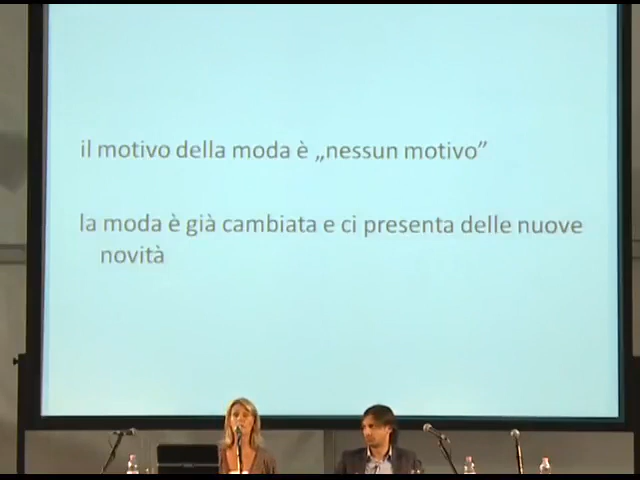 il motivo della moda è „nessun motivo”
la moda è già cambiata e ci presenta delle nuove
novità